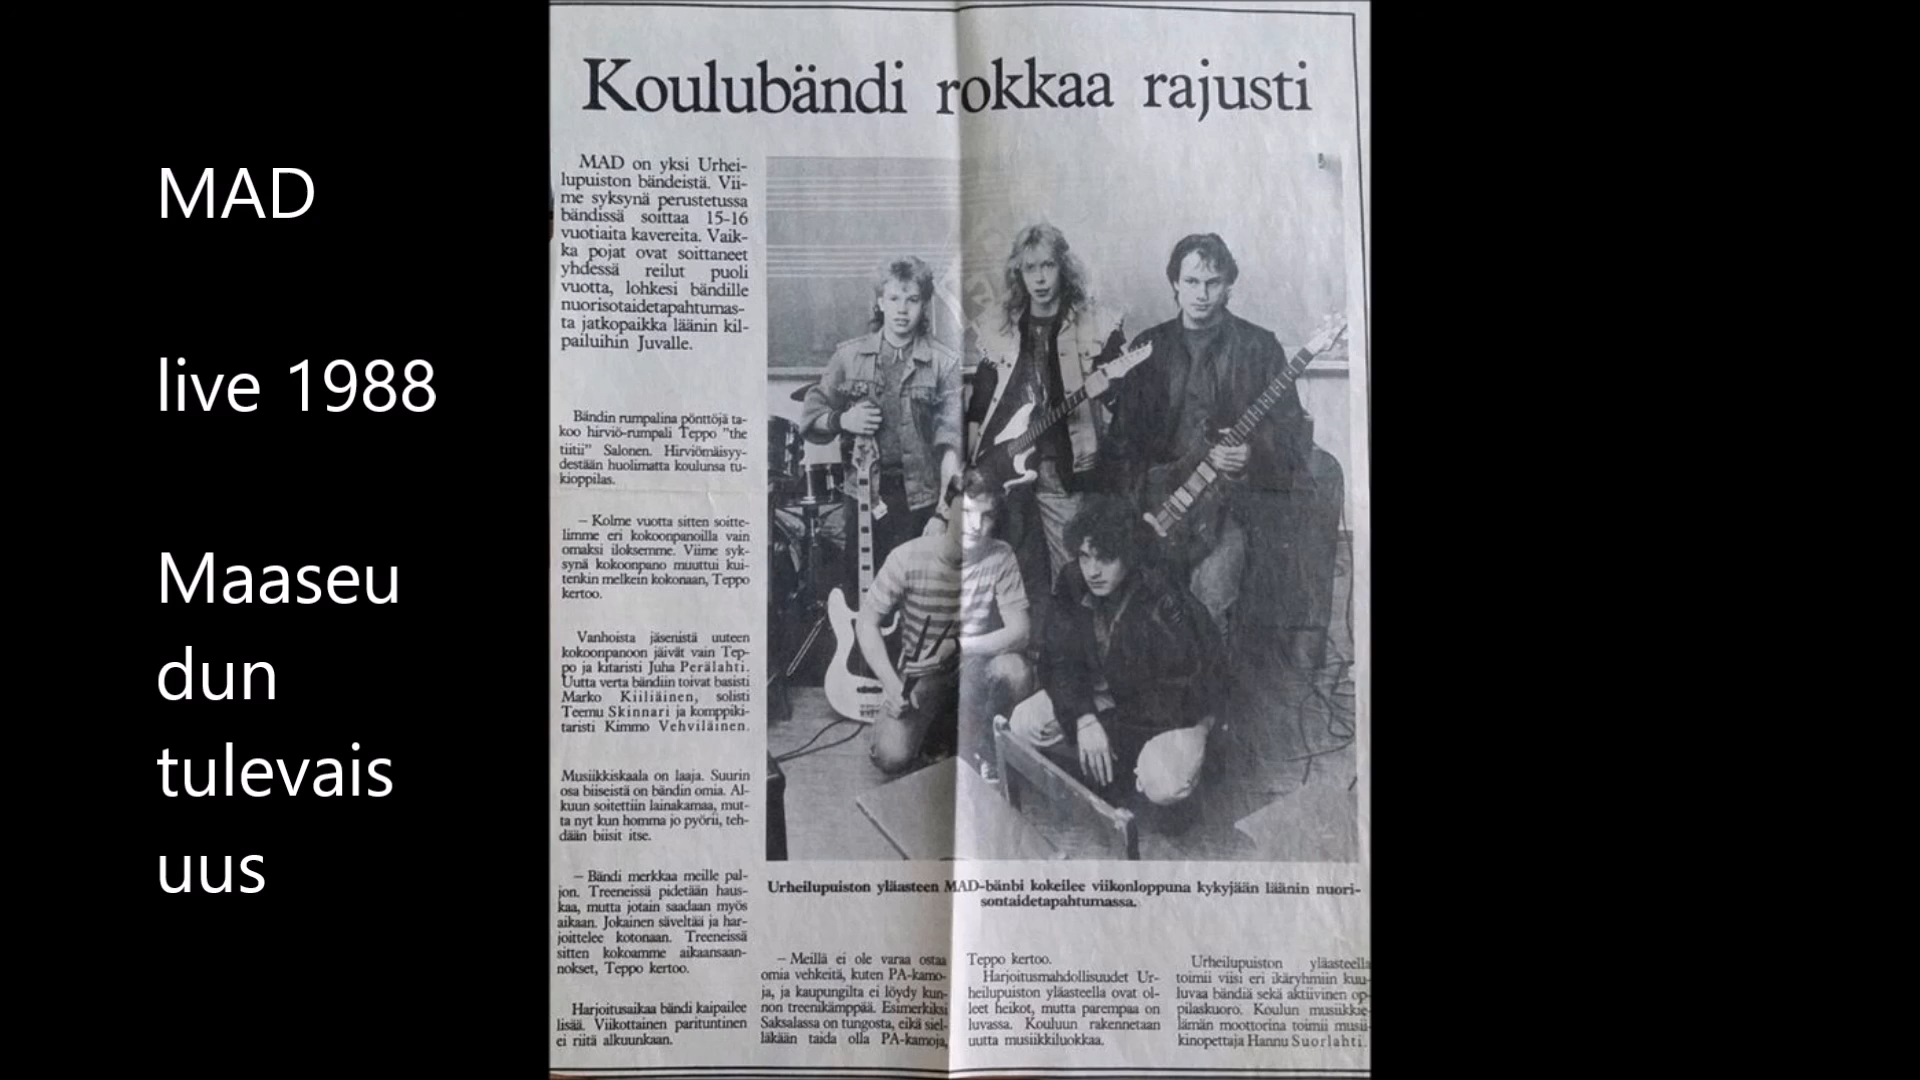 MAD
live 1988
Maaseu
dun
tulevais
uus
Koulubändi rokkaa rajusti
MAD on yksi Urhei-
lupuiston bändeistä. Vii-
me syksynä perustetussa
bändissä soittaa 15-16
vuotiaita kavereita. Vaik-
ka pojat ovat soittaneet
yhdessä reilut puoli
vuotta, lohkesi bändille
nuorisotaidetapahtumas-
ta jatkopaikka läänin kil-
pailuihin Juvalle.
Bändin rumpalina pönttöjä ta-
koo hirviö-rumpali Teppo "the
tiitii" Salonen. Hirviömäisyy-
destään huolimatta koulunsa tu-
kioppilas.
– Kolme vuotta sitten soitte-
limme eri kokoonpanoilla vain
omaksi iloksemme. Viime syk-
synä kokoonpano muuttui kui-
tenkin melkein kokonaan, Teppo
kertoo.
Vanhoista jäsenistä uuteen
kokoonpanoon jäivät vain Tep-
po ja kitaristi Juha Perälahti.
Uutta verta bändiin toivat basisti
Marko Kiiliäinen, solisti
Teemu Skinnari ja komppiki-
taristi Kimmo Vehviläinen.
Musiikkiskaala on laaja. Suurin
osa biiseistä on bändin omia. Al-
kuun soitettiin lainakamaa, mut-
ta nyt kun homma jo pyörii, teh-
dään biisit itse.
– Bändi merkkaa meille pal-
jon. Treeneissä pidetään haus-
kaa, mutta jotain saadaan myös
aikaan. Jokainen säveltää ja har-
joittelee kotonaan. Treeneissä
sitten kokoamme aikaansaan-
nokset, Teppo kertoo.
Harjoitusaikaa bändi kaipailee
lisää. Viikottainen parituntinen
ei riitä alkuunkaan.
Urheilupuiston yläasteen MAD-bänbi kokeilee viikonloppuna kykyjään läänin nuori-
sontaidetapahtumassa.
– Meillä ei ole varaa ostaa
omia vehkeitä, kuten PA-kamo-
ja, ja kaupungilta ei löydy kun-
non treenikämppää. Esimerkiksi
Saksalassa on tungosta, eikä siel-
läkään taida olla PA-kamoja,
Teppo kertoo.
Harjoitusmahdollisuudet Ur-
heilupuiston yläasteella ovat ol-
leet heikot, mutta parempaa on
luvassa. Kouluun rakennetaan
uutta musiikkiluokkaa.
Urheilupuiston yläasteella
toimii viisi eri ikäryhmiin kuu-
luvaa bändiä sekä aktiivinen op-
pilaskuoro. Koulun musiikkie-
lämän moottorina toimii musii-
kinopettaja Hannu Suorlahti.